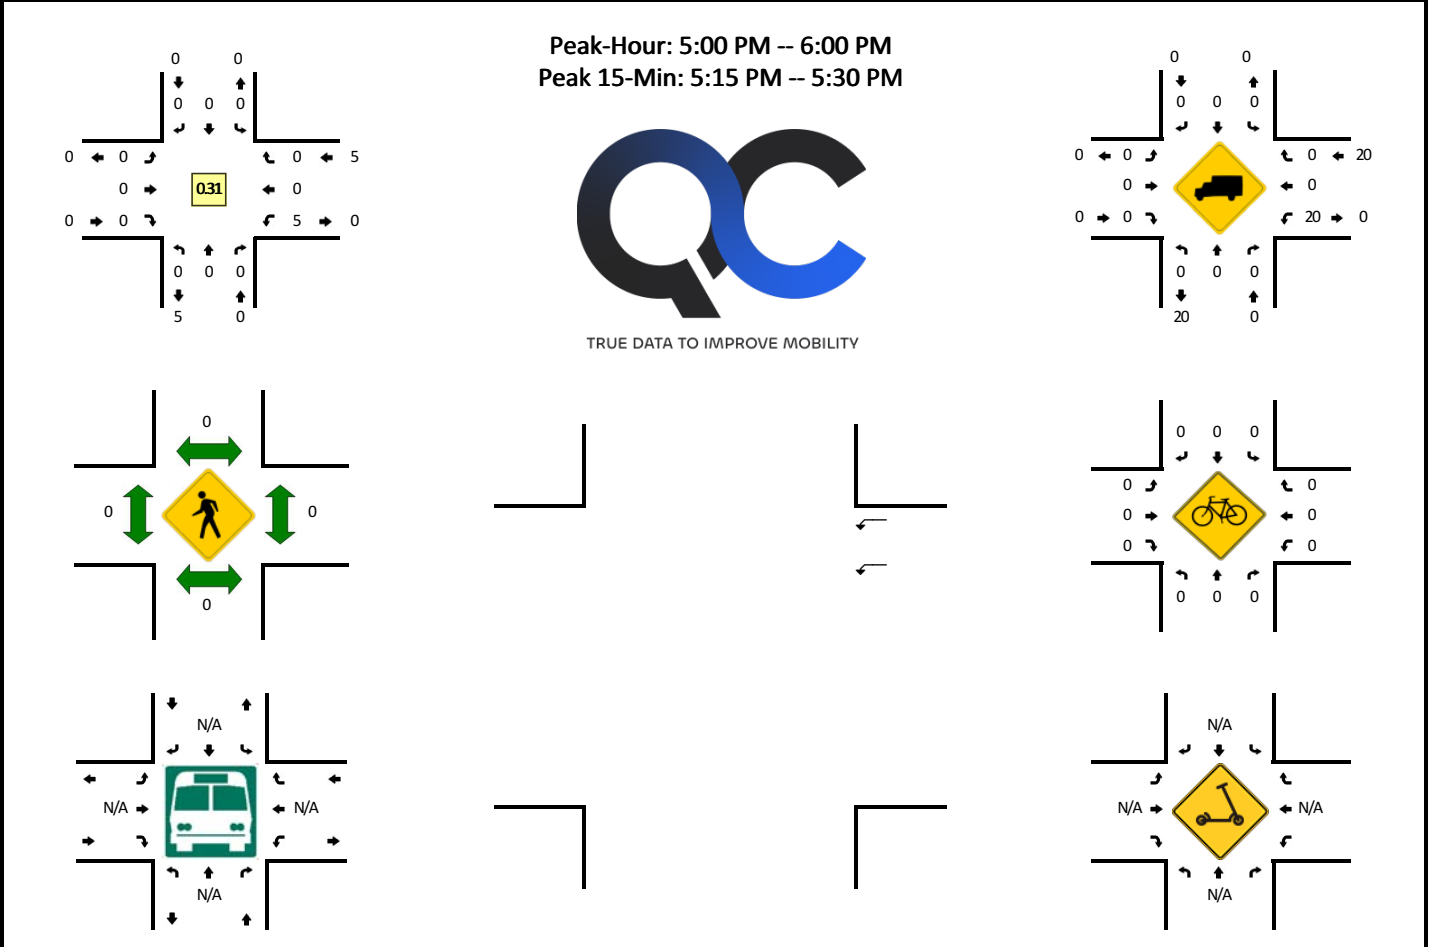 Peak-Hour: 5:00 PM -- 6:00 PM
Peak 15-Min: 5:15 PM -- 5:30 PM
0 0
0 0 0
0 0 0 5
0 0.31 0
0 0 5 0
0 0 0
5 0
QC
TRUE DATA TO IMPROVE MOBILITY
0 0
0 0 0
0 0 0 20
0 0
0 0 20 0
0 0 0
20 0
0
0 0
0
0 0 0
0 0
0 0
0 0
0 0 0
N/A
N/A N/A
N/A
N/A
N/A N/A
N/A